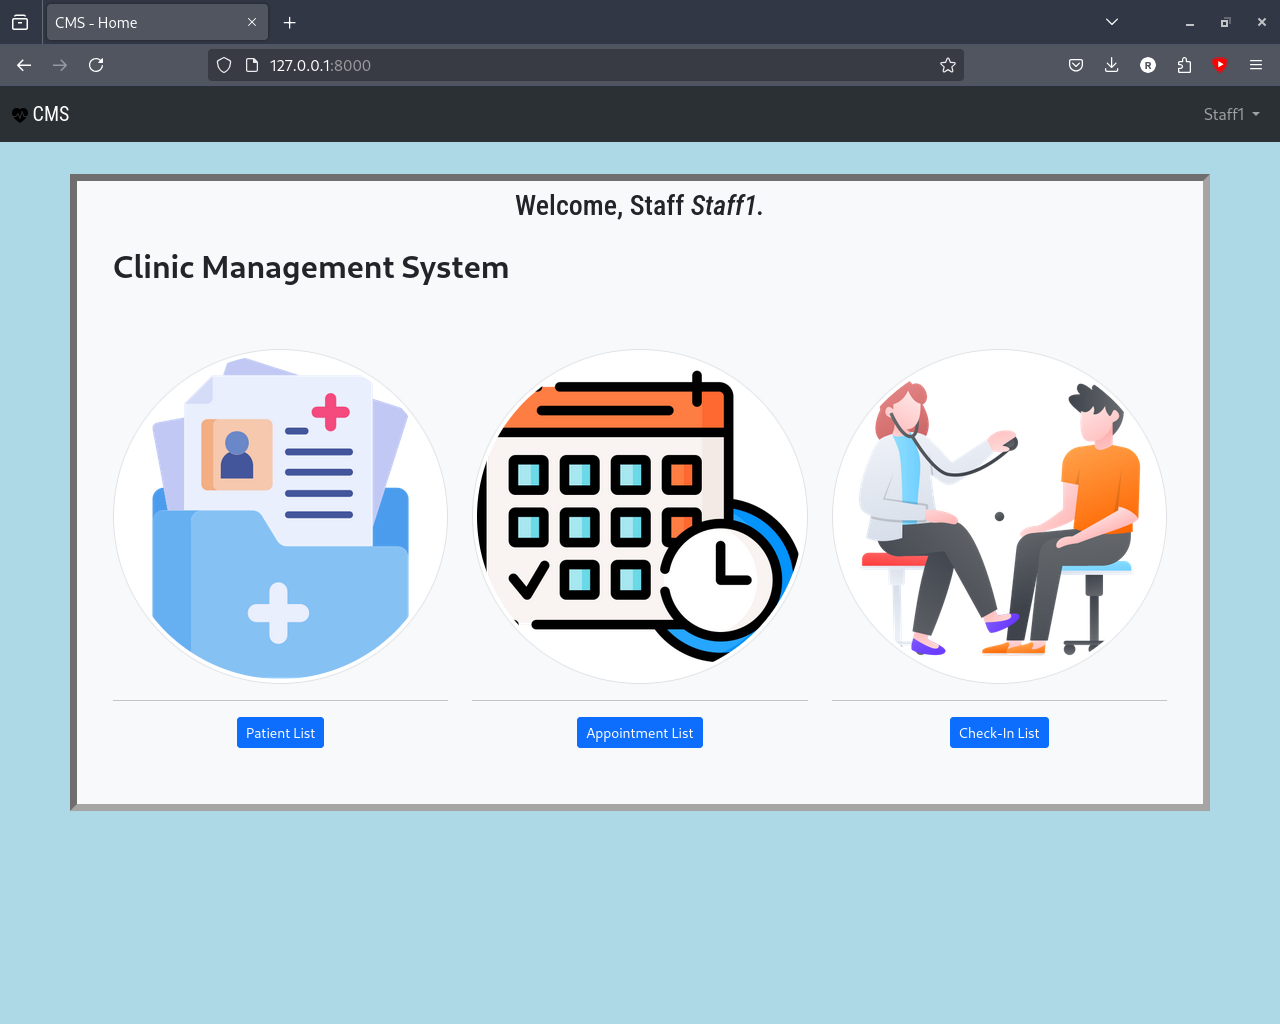 CMS - Home
127.0.0.1:8000
R
CMS
Staff1
Welcome, Staff Staff1.
Clinic Management System
Patient List
Appointment List
Check-In List